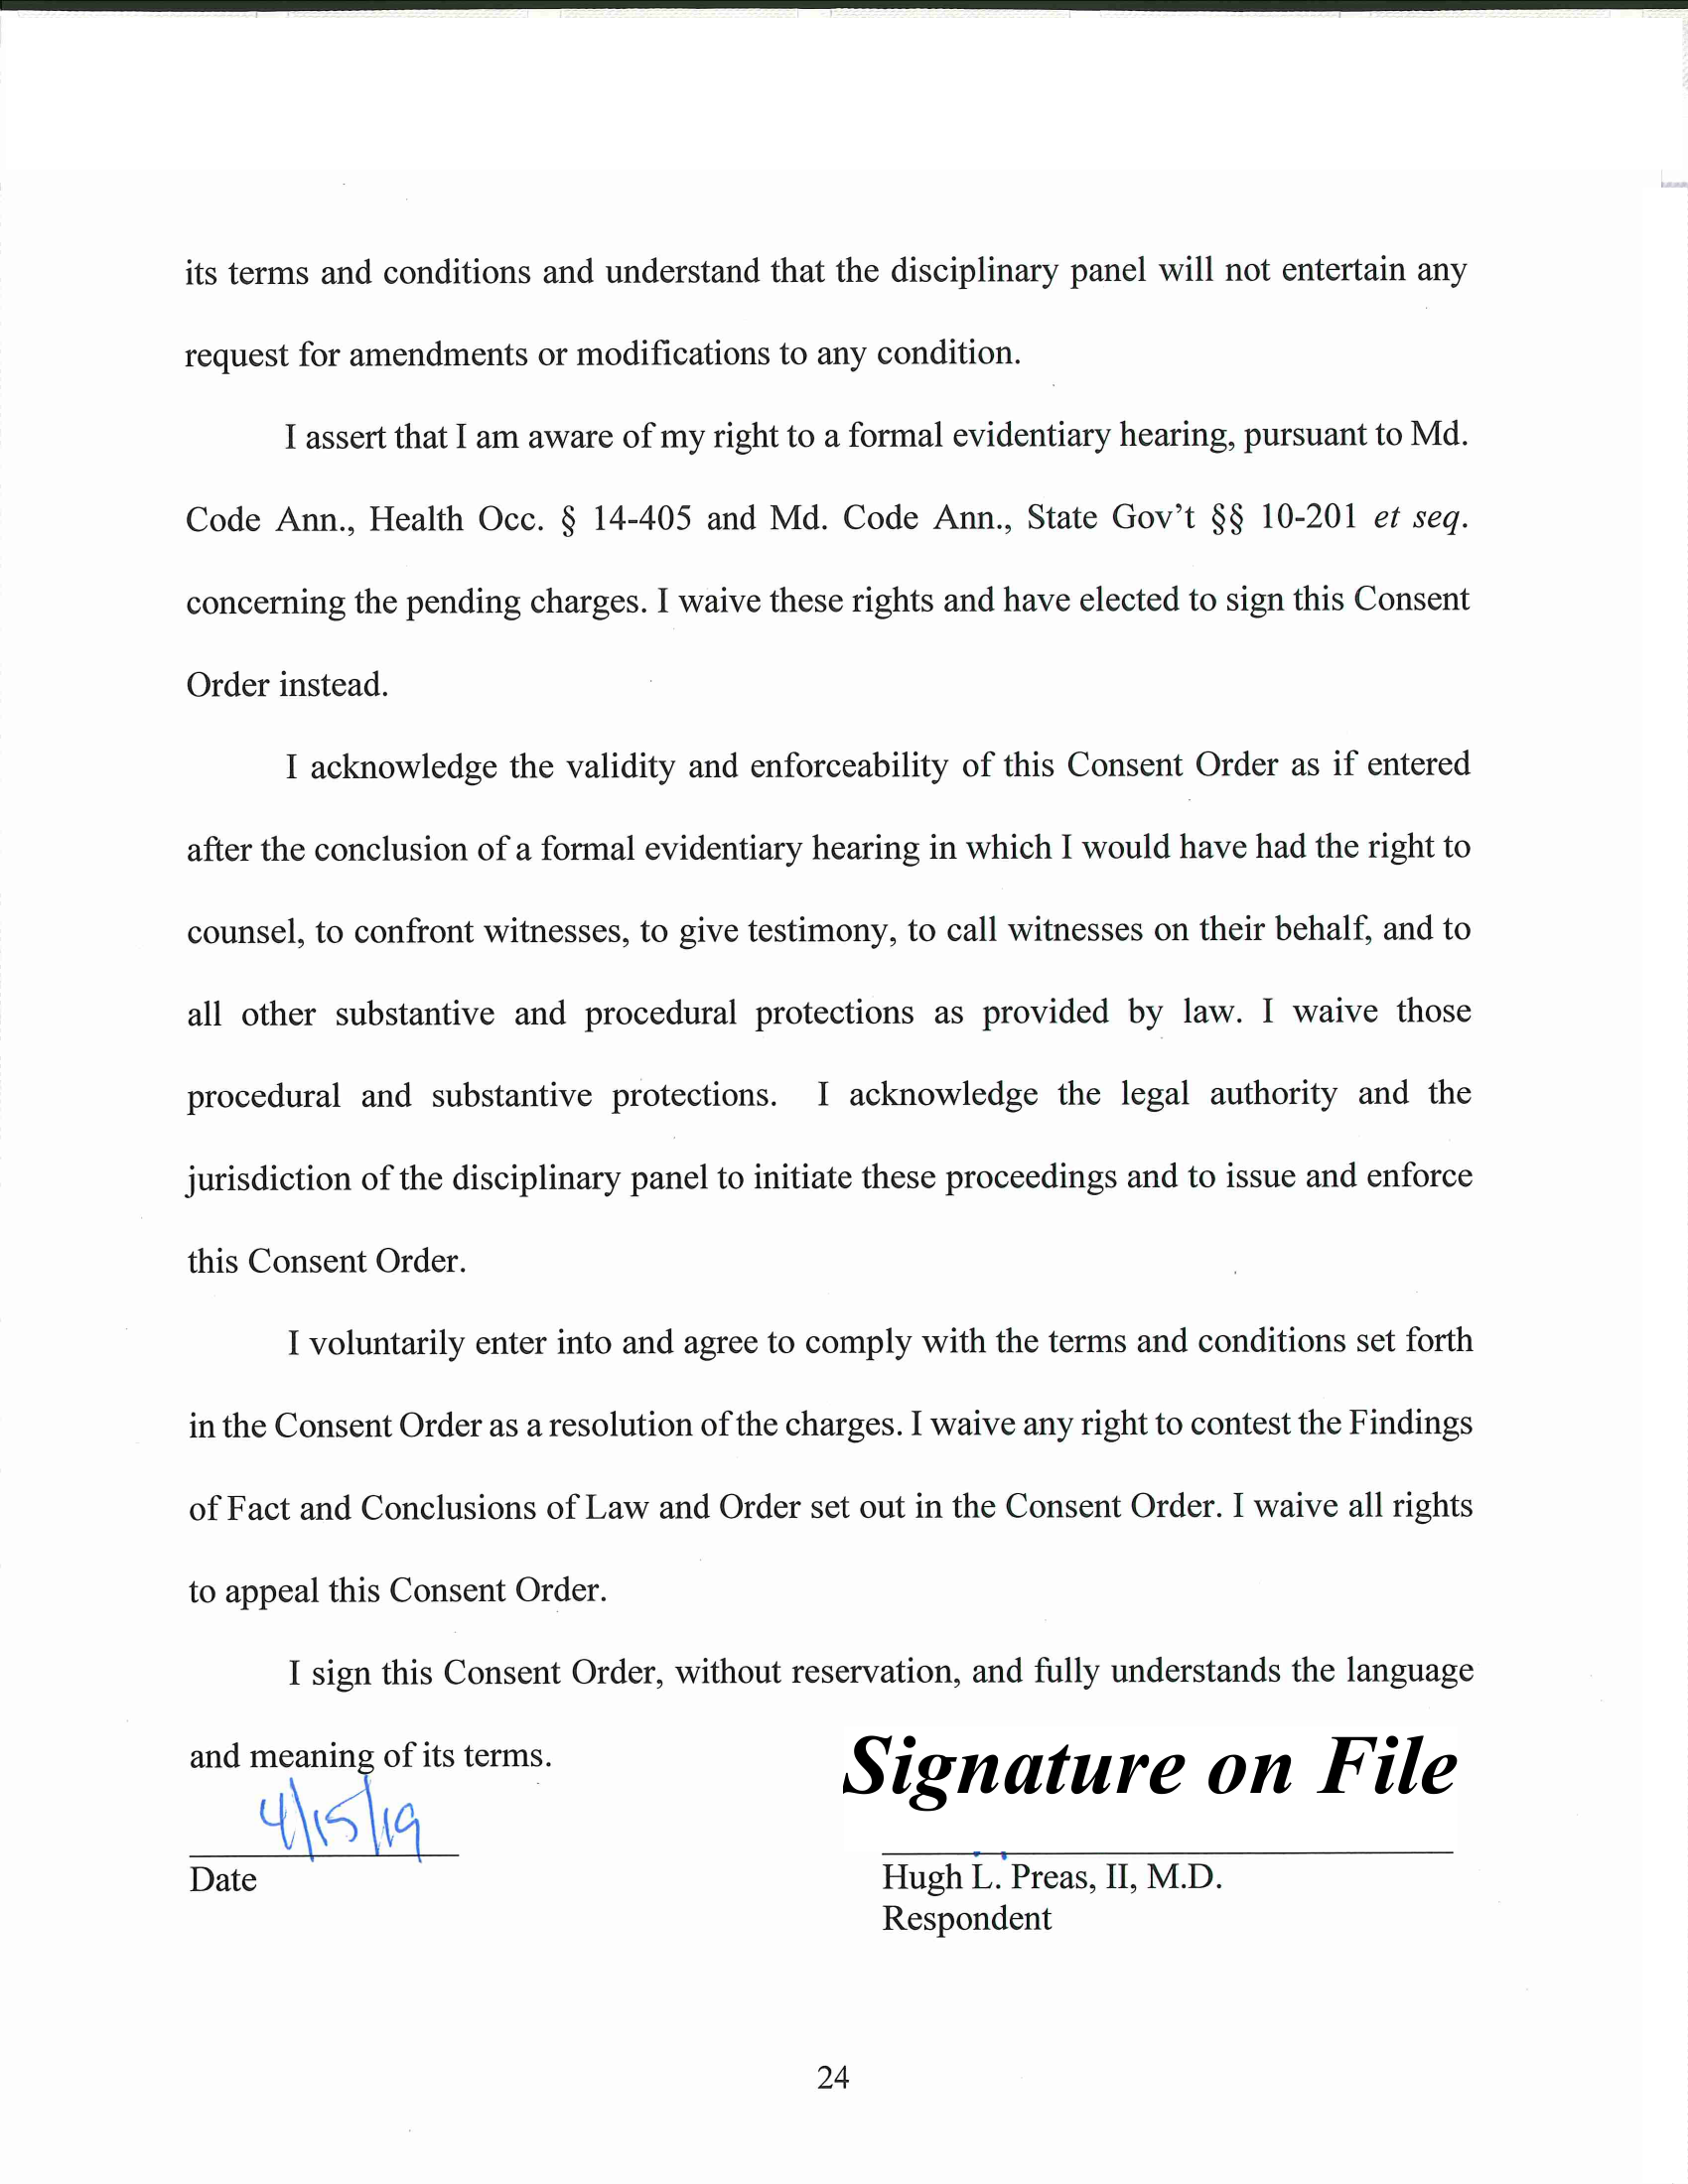 its terms and conditions and understand that the disciplinary panel will not entertain any
request for amendments or modifications to any condition.
I assert that I am aware of my right to a formal evidentiary hearing, pursuant to Md.
Code Ann., Health Occ. § 14-405 and Md. Code Ann., State Gov’t §§ 10-201 et seq.
concerning the pending charges. I waive these rights and have elected to sign this Consent
Order instead.
I acknowledge the validity and enforceability of this Consent Order as if entered
after the conclusion of a formal evidentiary hearing in which I would have had the right to
counsel, to confront witnesses, to give testimony, to call witnesses on their behalf, and to
all other substantive and procedural protections as provided by law. I waive those
procedural and substantive protections. I acknowledge the legal authority and the
jurisdiction of the disciplinary panel to initiate these proceedings and to issue and enforce
this Consent Order.
I voluntarily enter into and agree to comply with the terms and conditions set forth
in the Consent Order as a resolution of the charges. I waive any right to contest the Findings
of Fact and Conclusions of Law and Order set out in the Consent Order. I waive all rights
to appeal this Consent Order.
I sign this Consent Order, without reservation, and fully understands the language
and meaning of its terms.
Signature on File
4/15/19
Date
Hugh L. Preas, II, M.D.
Respondent
24